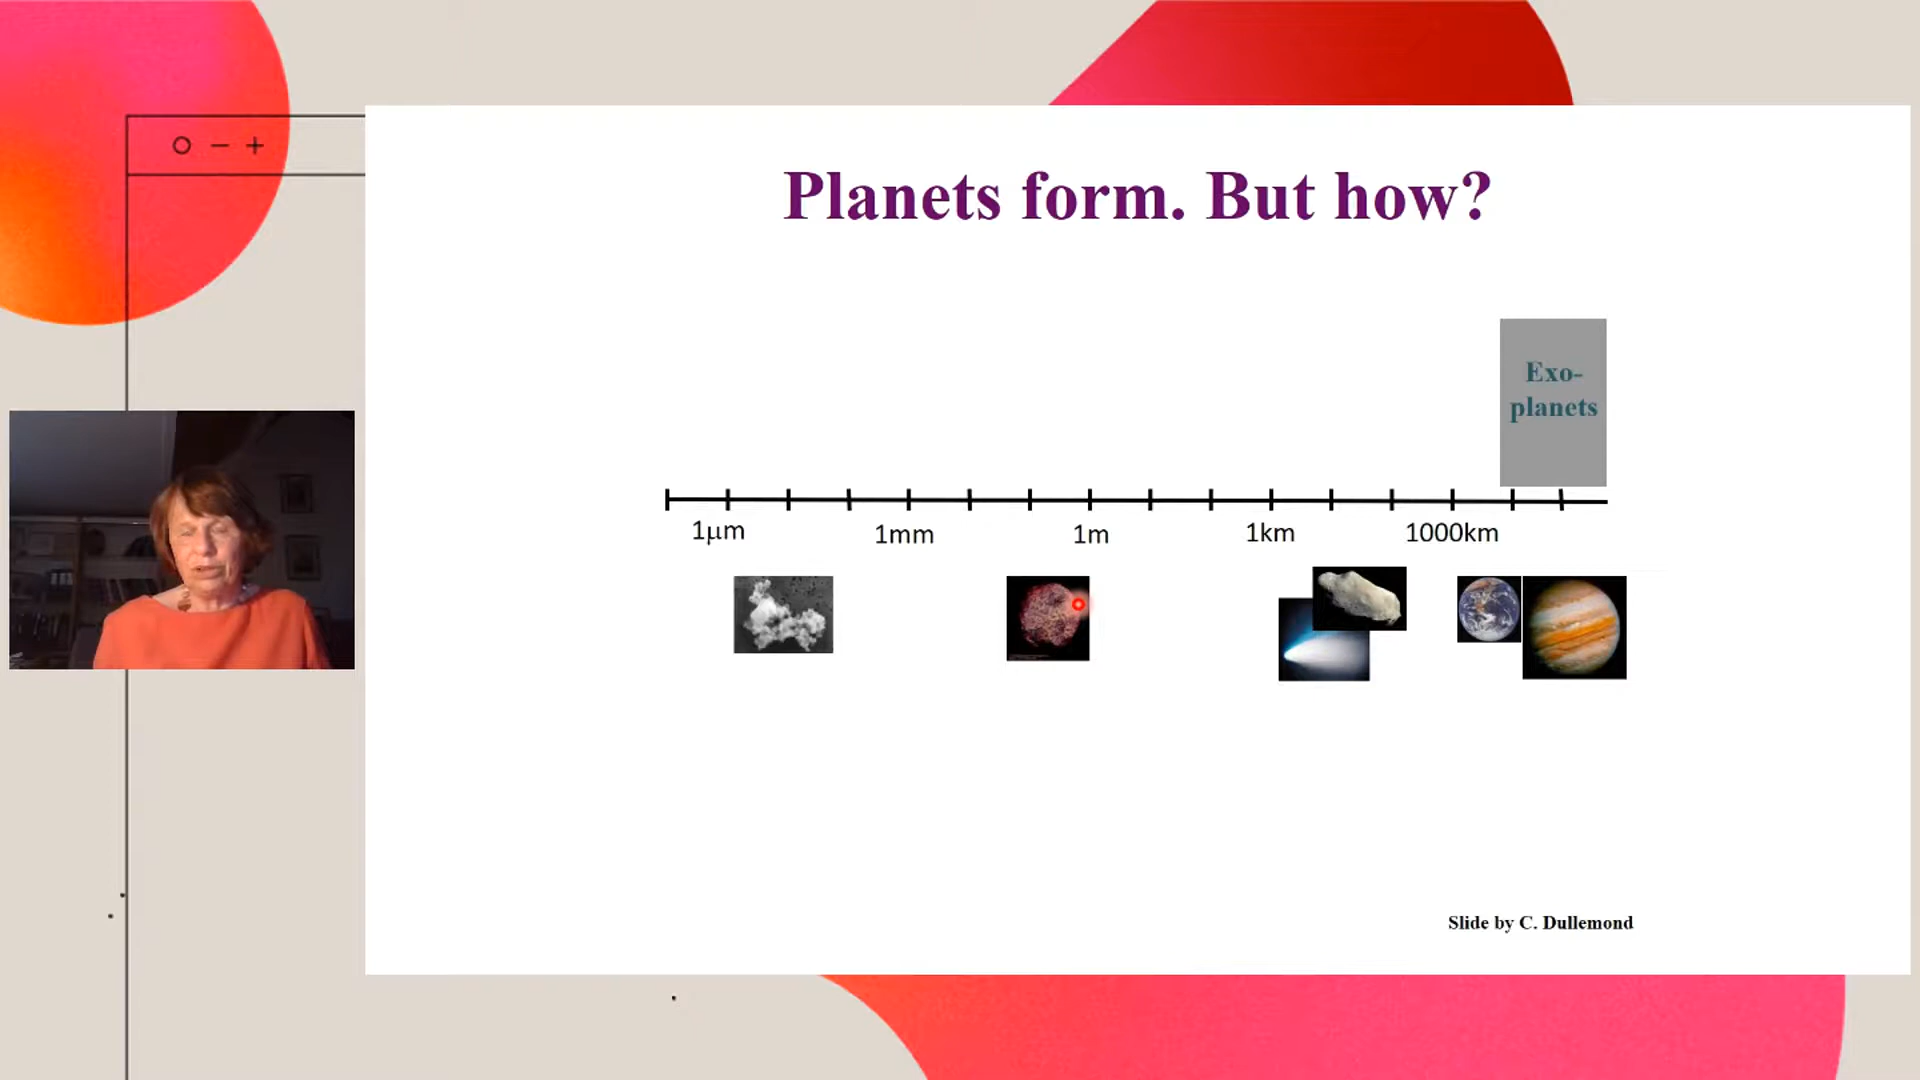 Planets form. But how?
Exo-
planets
1μm
1mm
1m
1km
1000km
Slide by C. Dullemond